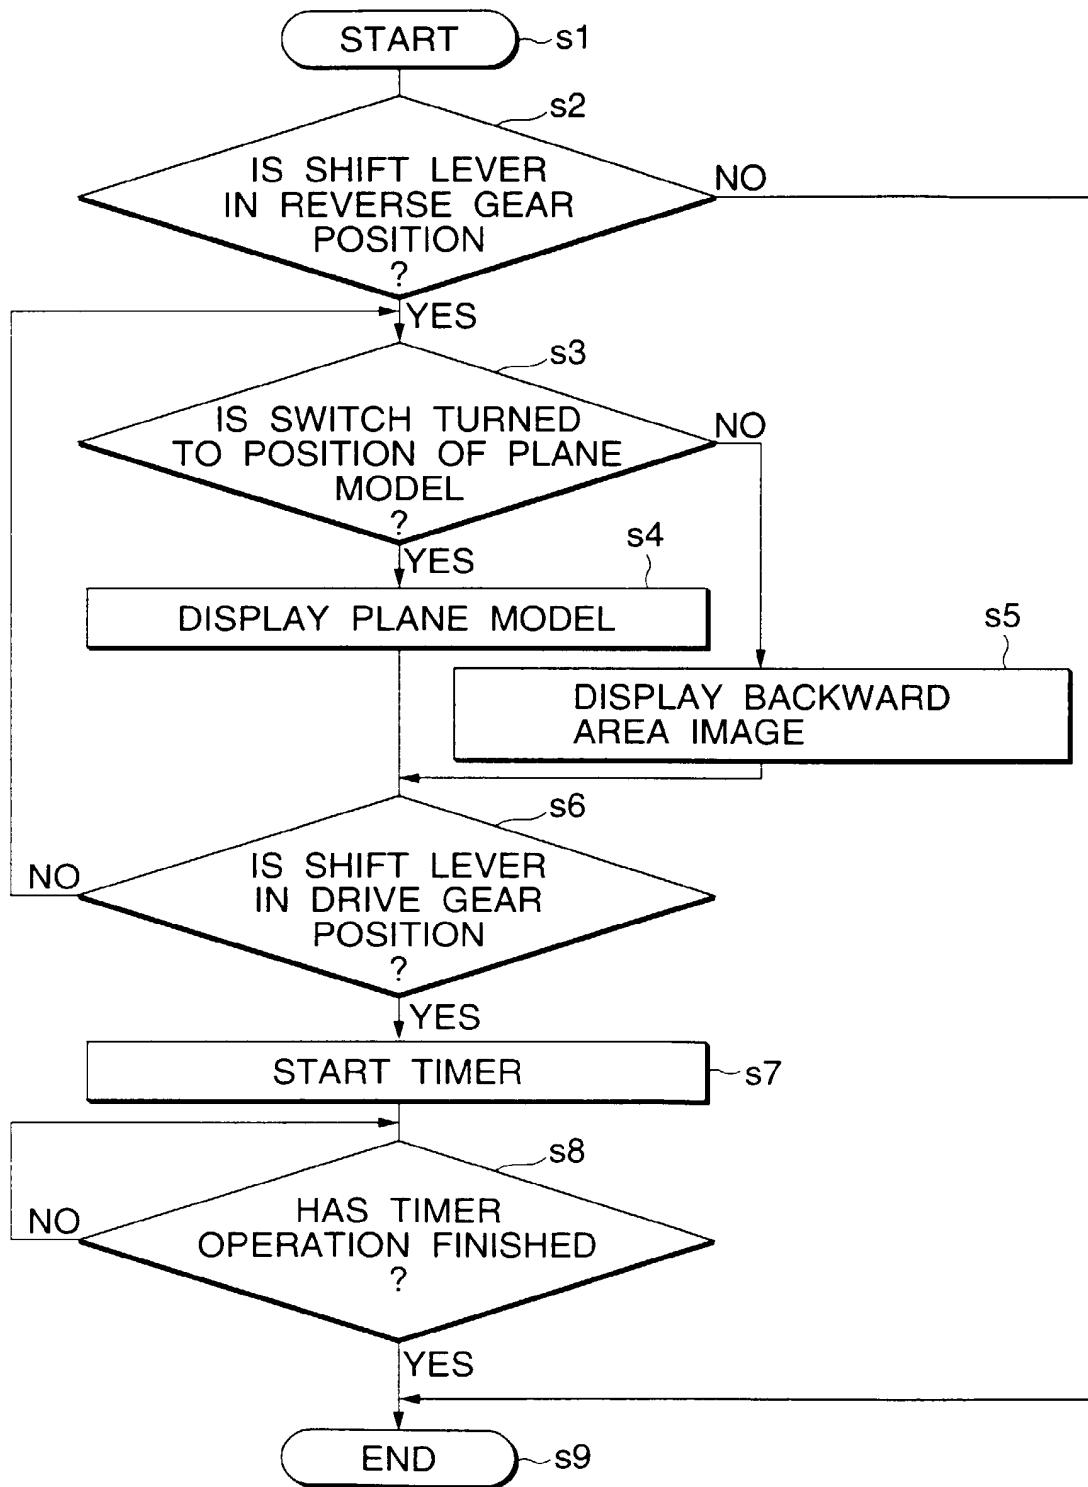 START
s1
s2
IS SHIFT LEVER
IN REVERSE GEAR
POSITION
?
NO
YES
s3
IS SWITCH TURNED
TO POSITION OF PLANE
MODEL
?
NO
YES
s4
DISPLAY PLANE MODEL
s5
DISPLAY BACKWARD
AREA IMAGE
s6
IS SHIFT LEVER
IN DRIVE GEAR
POSITION
?
NO
YES
START TIMER
s7
s8
HAS TIMER
OPERATION FINISHED
?
NO
YES
END
s9